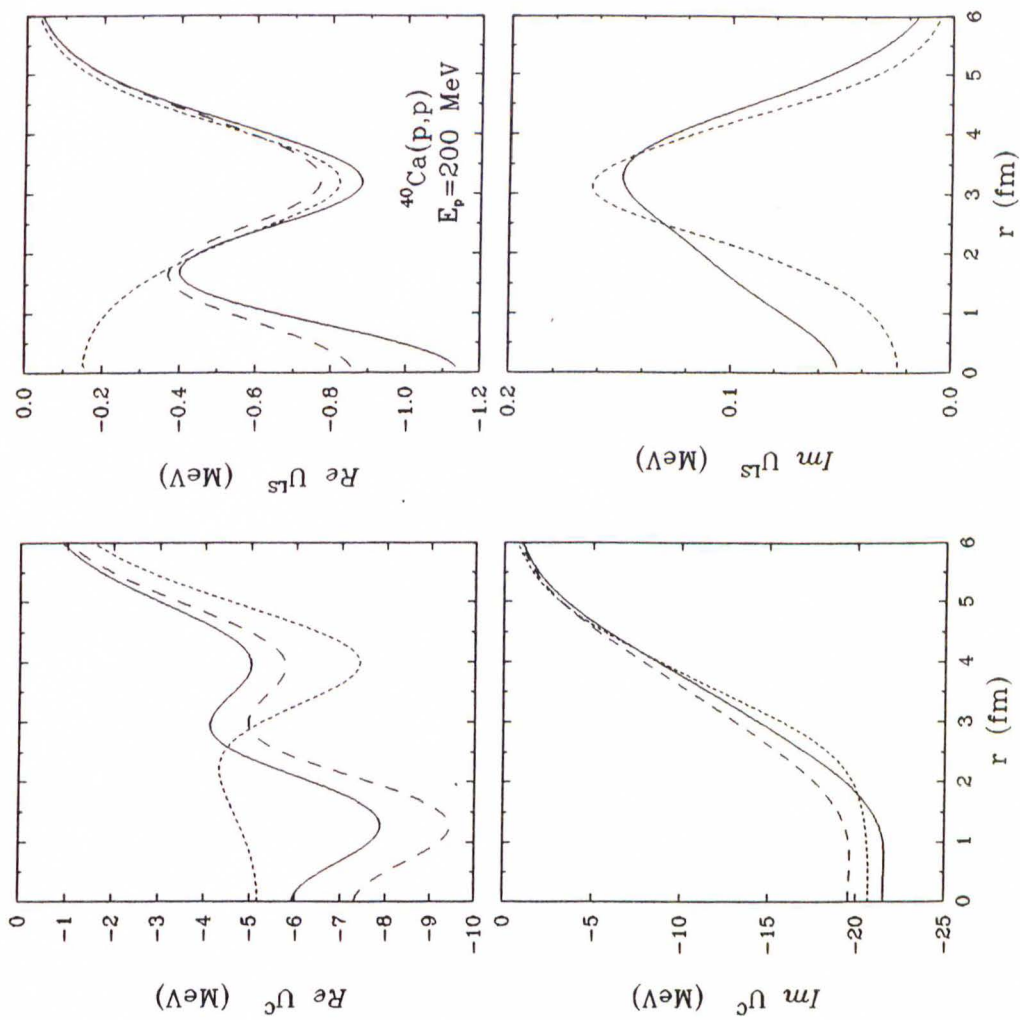 0.0
-0.2
-0.4
-0.6
-0.8
-1.0
-1.2
Re U^LS (MeV)
⁴⁰Ca(p,p)
Eₚ=200 MeV
0.2
0.1
0.0
Im U^LS (MeV)
0 1 2 3 4 5 6
r (fm)
0
-1
-2
-3
-4
-5
-6
-7
-8
-9
-10
Re U^C (MeV)
0
-5
-10
-15
-20
-25
Im U^C (MeV)
0 1 2 3 4 5 6
r (fm)